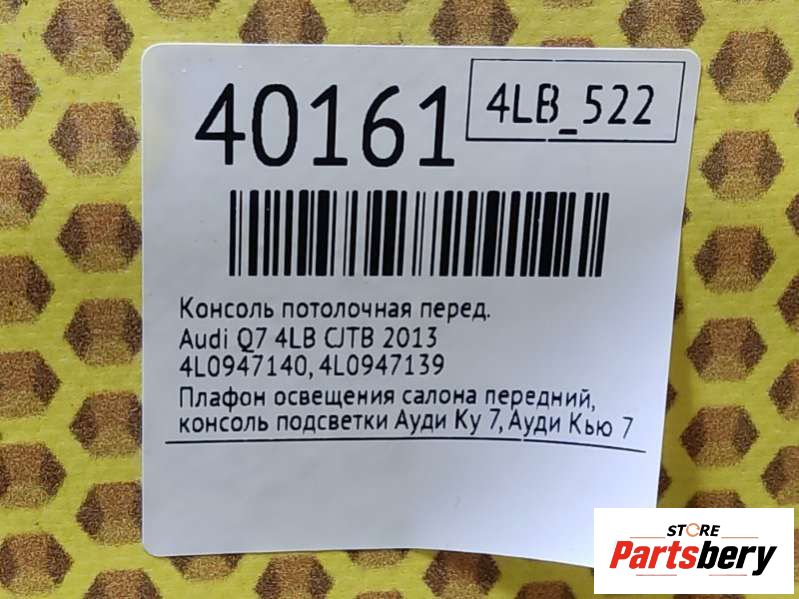 40161
4LB_522
Консоль потолочная перед.
Audi Q7 4LB CJTB 2013
4L0947140, 4L0947139
Плафон освещения салона передний,
консоль подсветки Ауди Ку 7, Ауди Кью 7
STORE
Partsbery